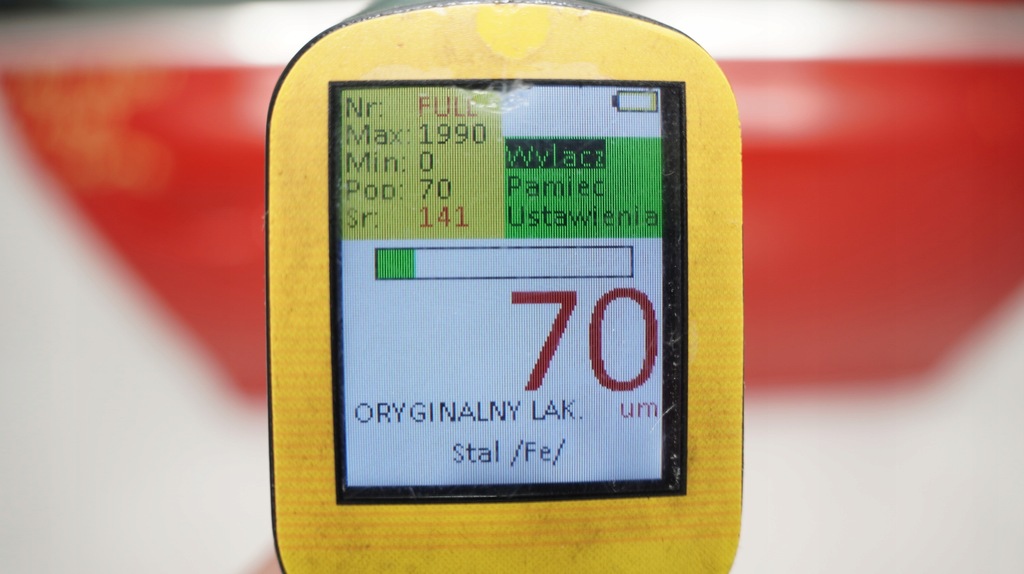 Nr: FULL
Max: 1990
Min: 0
Pop: 70
Sr: 141
Wylacz
Pamiec
Ustawienia
70
ORYGINALNY LAK. um
Stal /Fe/